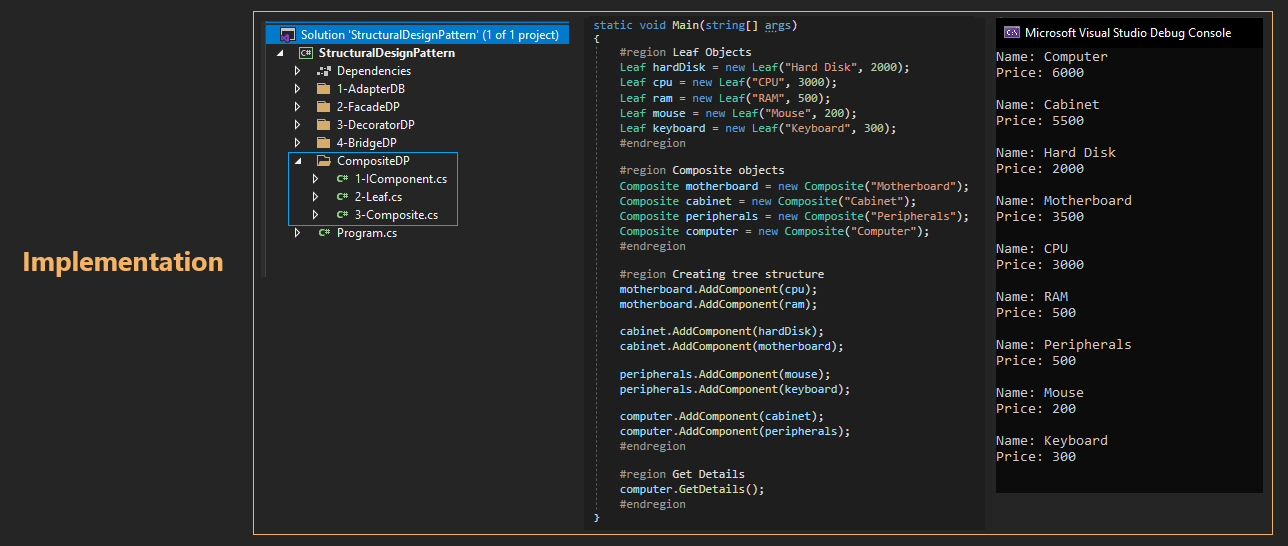 Implementation
Solution 'StructuralDesignPattern' (1 of 1 project)
C# StructuralDesignPattern
Dependencies
1-AdapterDB
2-FacadeDP
3-DecoratorDP
4-BridgeDP
CompositeDP
C# 1-IComponent.cs
C# 2-Leaf.cs
C# 3-Composite.cs
C# Program.cs
static void Main(string[] args)
{
#region Leaf Objects
Leaf hardDisk = new Leaf("Hard Disk", 2000);
Leaf cpu = new Leaf("CPU", 3000);
Leaf ram = new Leaf("RAM", 500);
Leaf mouse = new Leaf("Mouse", 200);
Leaf keyboard = new Leaf("Keyboard", 300);
#endregion
#region Composite objects
Composite motherboard = new Composite("Motherboard");
Composite cabinet = new Composite("Cabinet");
Composite peripherals = new Composite("Peripherals");
Composite computer = new Composite("Computer");
#endregion
#region Creating tree structure
motherboard.AddComponent(cpu);
motherboard.AddComponent(ram);
cabinet.AddComponent(hardDisk);
cabinet.AddComponent(motherboard);
peripherals.AddComponent(mouse);
peripherals.AddComponent(keyboard);
computer.AddComponent(cabinet);
computer.AddComponent(peripherals);
#endregion
#region Get Details
computer.GetDetails();
#endregion
}
Microsoft Visual Studio Debug Console
Name: Computer
Price: 6000
Name: Cabinet
Price: 5500
Name: Hard Disk
Price: 2000
Name: Motherboard
Price: 3500
Name: CPU
Price: 3000
Name: RAM
Price: 500
Name: Peripherals
Price: 500
Name: Mouse
Price: 200
Name: Keyboard
Price: 300